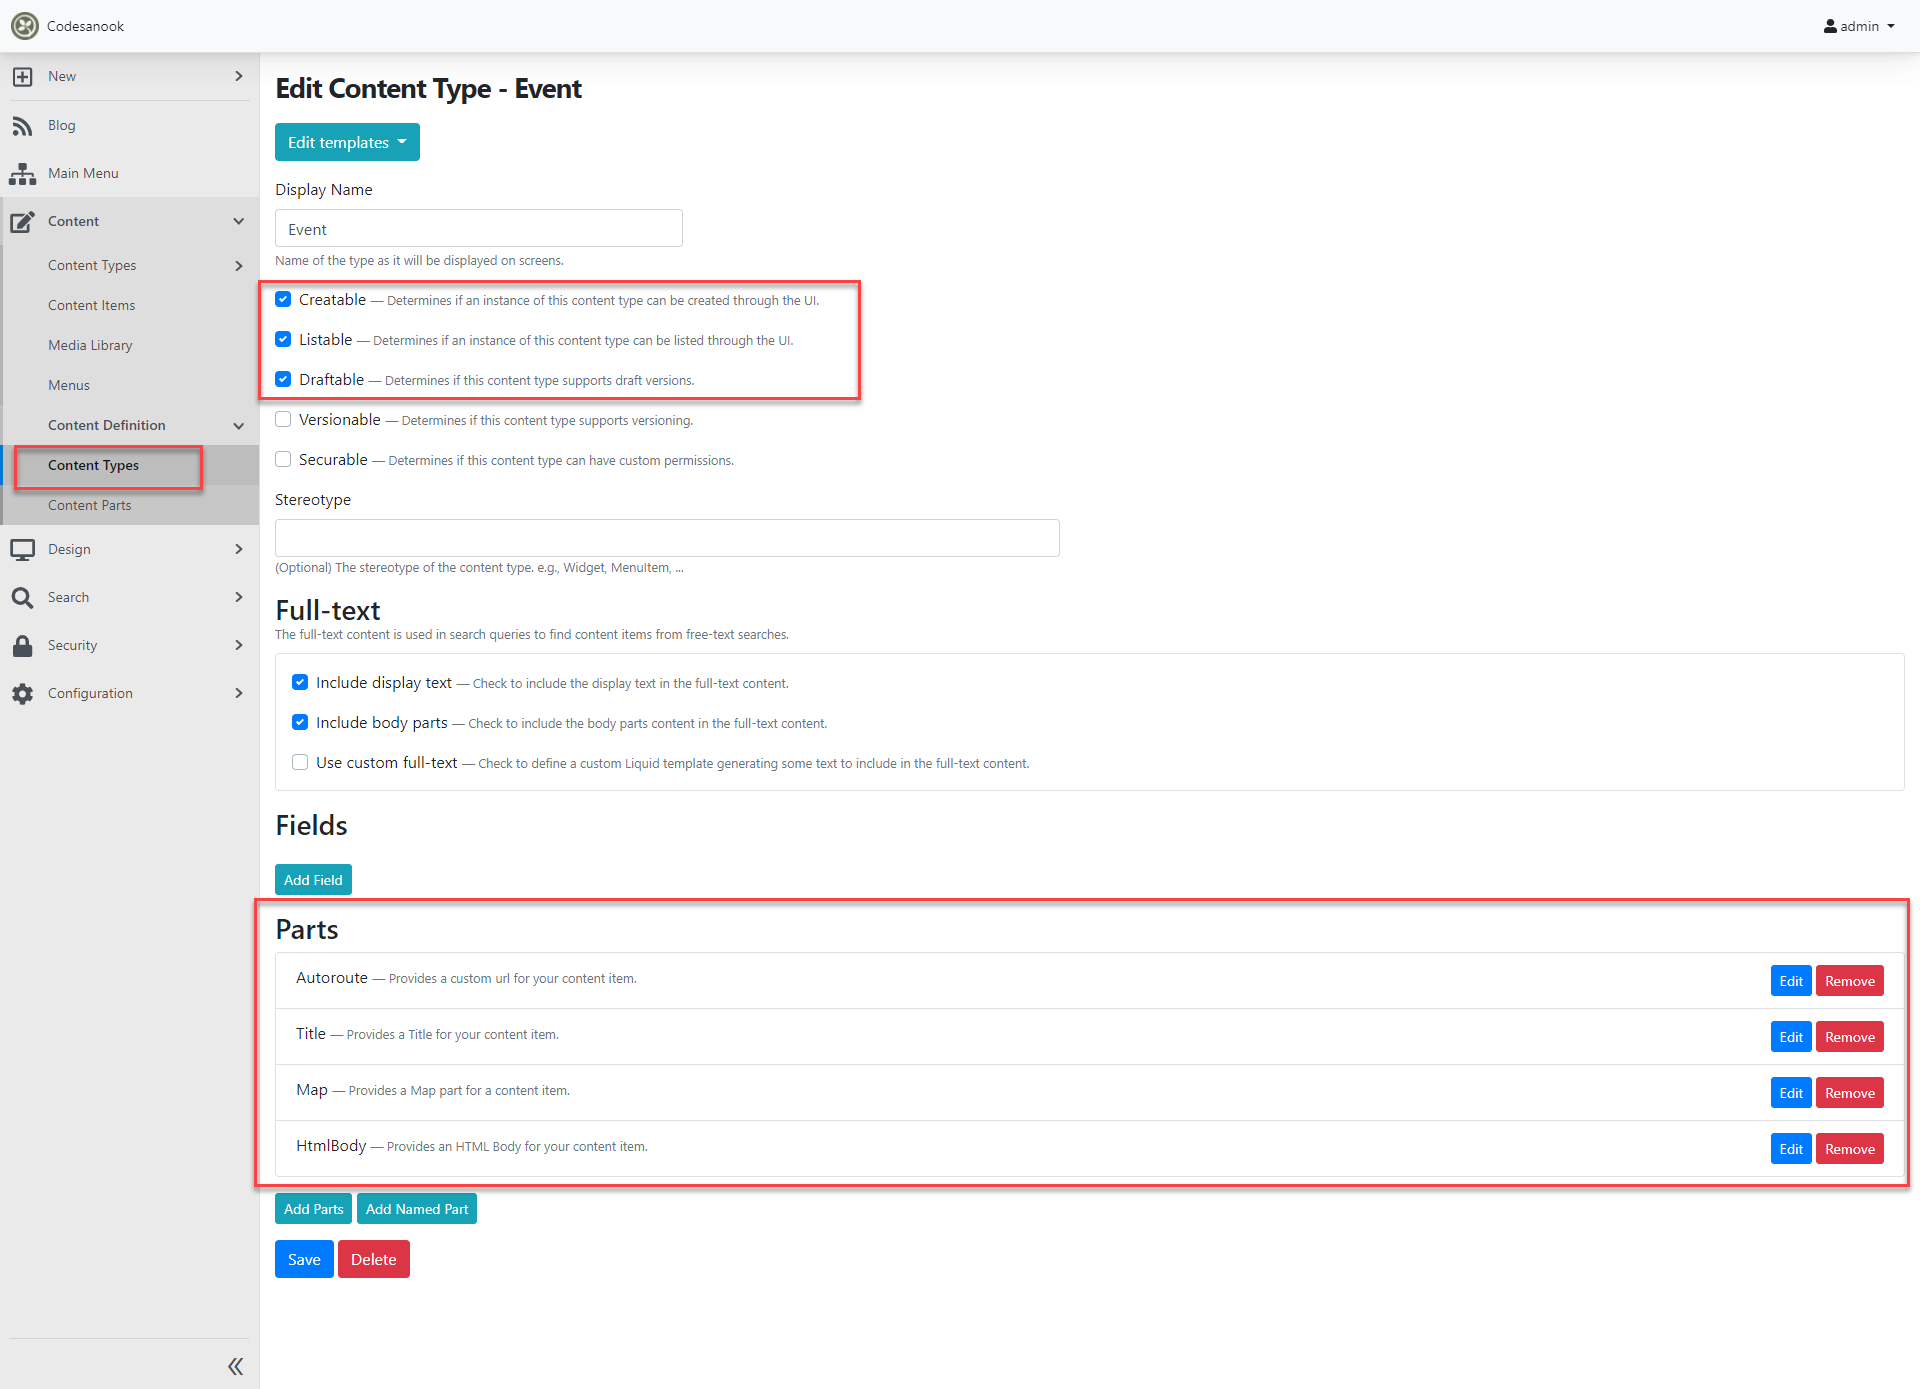 Codesanook
admin
New
Blog
Main Menu
Content
Content Types
Content Items
Media Library
Menus
Content Definition
Content Types
Content Parts
Design
Search
Security
Configuration
Edit Content Type - Event
Edit templates
Display Name
Event
Name of the type as it will be displayed on screens.
Creatable — Determines if an instance of this content type can be created through the UI.
Listable — Determines if an instance of this content type can be listed through the UI.
Draftable — Determines if this content type supports draft versions.
Versionable — Determines if this content type supports versioning.
Securable — Determines if this content type can have custom permissions.
Stereotype
(Optional) The stereotype of the content type. e.g., Widget, MenuItem, ...
Full-text
The full-text content is used in search queries to find content items from free-text searches.
Include display text — Check to include the display text in the full-text content.
Include body parts — Check to include the body parts content in the full-text content.
Use custom full-text — Check to define a custom Liquid template generating some text to include in the full-text content.
Fields
Add Field
Parts
Autoroute — Provides a custom url for your content item. Edit Remove
Title — Provides a Title for your content item. Edit Remove
Map — Provides a Map part for a content item. Edit Remove
HtmlBody — Provides an HTML Body for your content item. Edit Remove
Add Parts Add Named Part
Save Delete